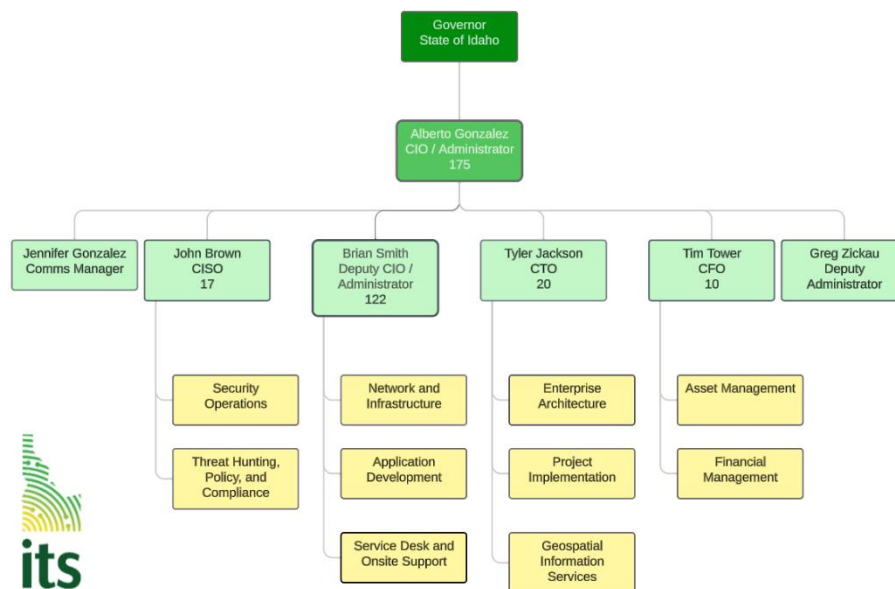 Governor
State of Idaho
Alberto Gonzalez
CIO / Administrator
175
Jennifer Gonzalez
Comms Manager
John Brown
CISO
17
Brian Smith
Deputy CIO /
Administrator
122
Tyler Jackson
CTO
20
Tim Tower
CFO
10
Greg Zickau
Deputy
Administrator
Security
Operations
Network and
Infrastructure
Enterprise
Architecture
Asset Management
Threat Hunting,
Policy, and
Compliance
Application
Development
Project
Implementation
Financial
Management
Service Desk and
Onsite Support
Geospatial
Information
Services
its